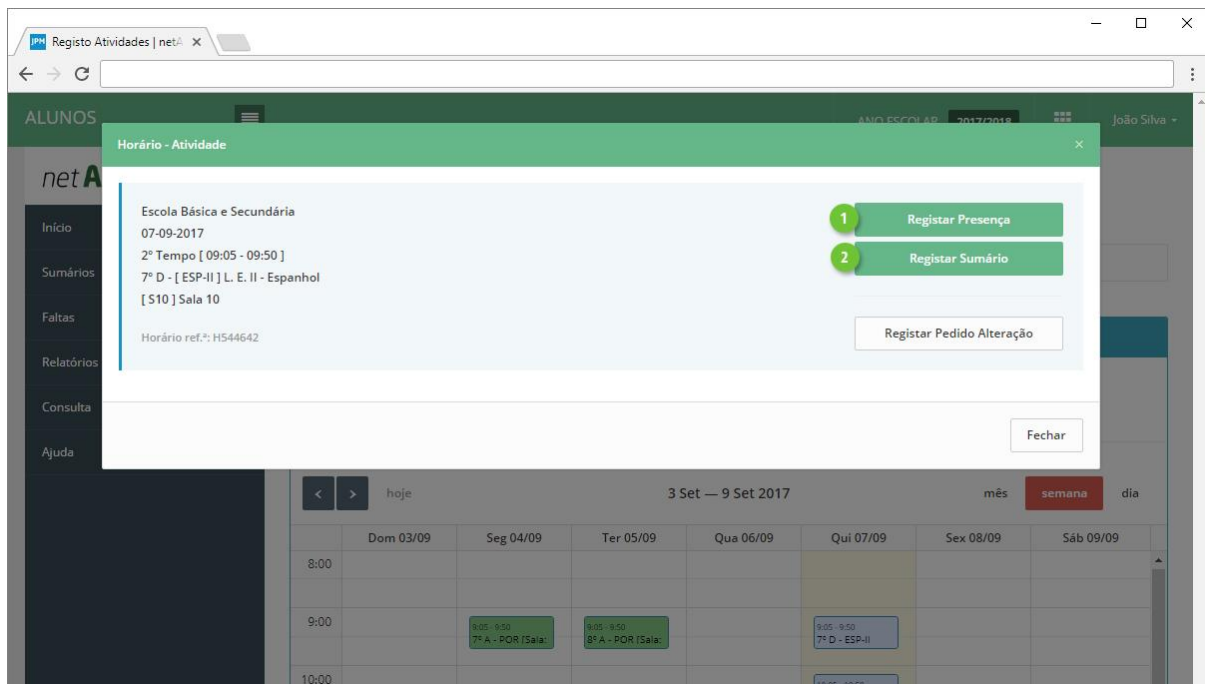 JPM Registo Atividades | netA
ALUNOS
ANO ESCOLAR 2017/2018
João Silva
Horário - Atividade
net A
Início
Sumários
Faltas
Relatórios
Consulta
Ajuda
Escola Básica e Secundária
07-09-2017
2º Tempo [ 09:05 - 09:50 ]
7º D - [ ESP-II ] L. E. II - Espanhol
[ S10 ] Sala 10
Horário ref.ª: H544642
1 Registar Presença
2 Registar Sumário
Registar Pedido Alteração
Fechar
hoje
3 Set — 9 Set 2017
mês semana dia
Dom 03/09 Seg 04/09 Ter 05/09 Qua 06/09 Qui 07/09 Sex 08/09 Sáb 09/09
8:00
9:00
9:05 - 9:50
7º A - POR [Sala:
9:05 - 9:50
8º A - POR [Sala:
9:05 - 9:50
7º D - ESP-II
10:00